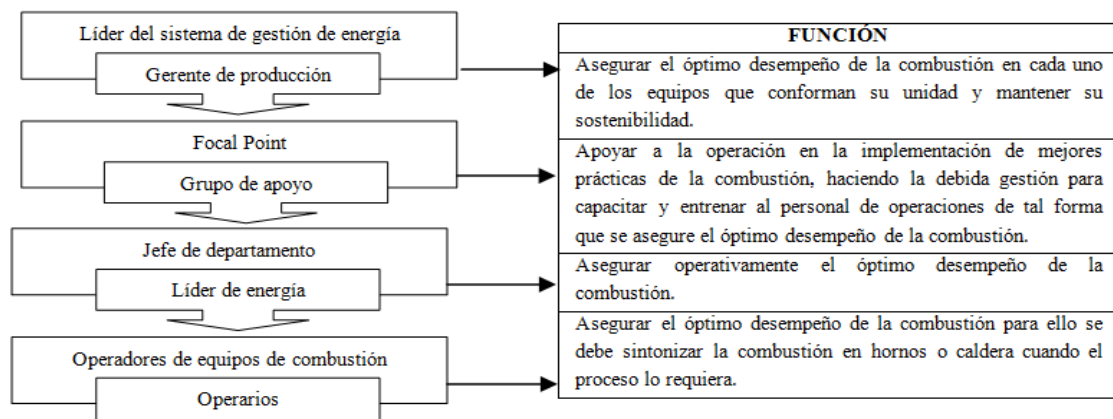 Líder del sistema de gestión de energía
Gerente de producción
Focal Point
Grupo de apoyo
Jefe de departamento
Líder de energía
Operadores de equipos de combustión
Operarios
FUNCIÓN
Asegurar el óptimo desempeño de la combustión en cada uno
de los equipos que conforman su unidad y mantener su
sostenibilidad.
Apoyar a la operación en la implementación de mejores
prácticas de la combustión, haciendo la debida gestión para
capacitar y entrenar al personal de operaciones de tal forma
que se asegure el óptimo desempeño de la combustión.
Asegurar operativamente el óptimo desempeño de la
combustión.
Asegurar el óptimo desempeño de la combustión para ello se
debe sintonizar la combustión en hornos o caldera cuando el
proceso lo requiera.